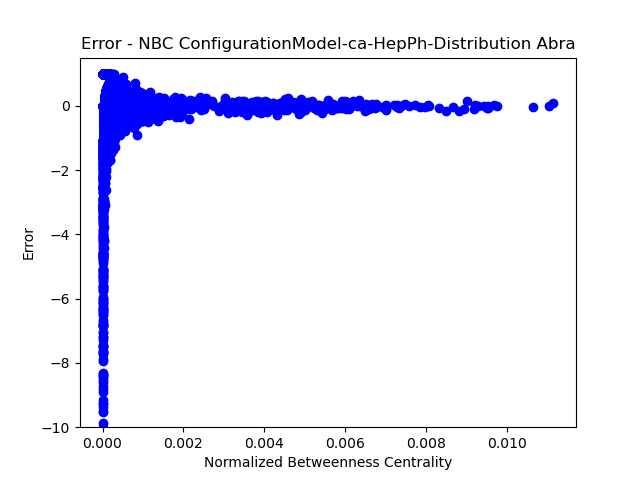 Error - NBC ConfigurationModel-ca-HepPh-Distribution Abra
0
−2
−4
−6
−8
−10
Error
0.000 0.002 0.004 0.006 0.008 0.010
Normalized Betweenness Centrality